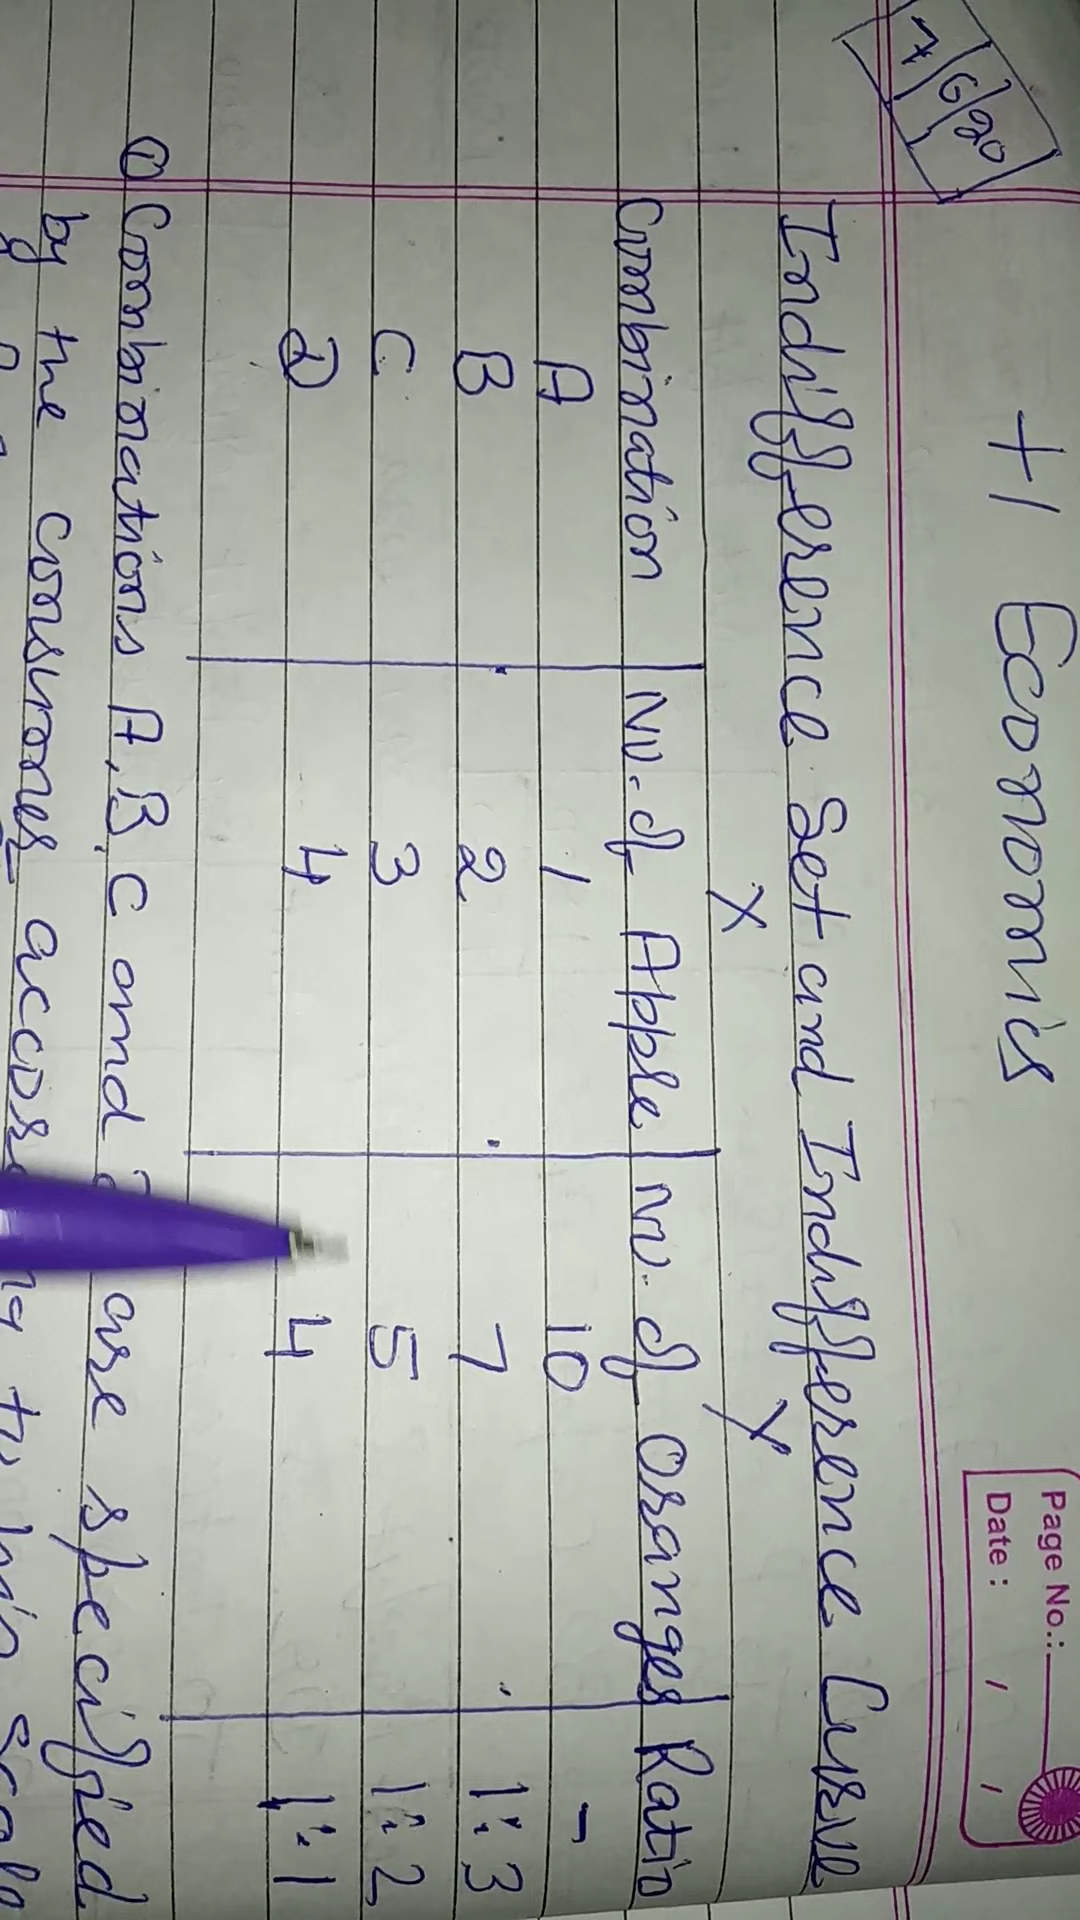 7/6/20
+1 Economics
Page No.:
Date : / /
Indifference Set and Indifference Curve
X Y
Combination No. of Apple No. of Oranges Ratio
A 1 10 -
B 2 7 1:3
C 3 5 1:2
D 4 4 1:1
① Combinations A, B, C and are specified
by the consumer